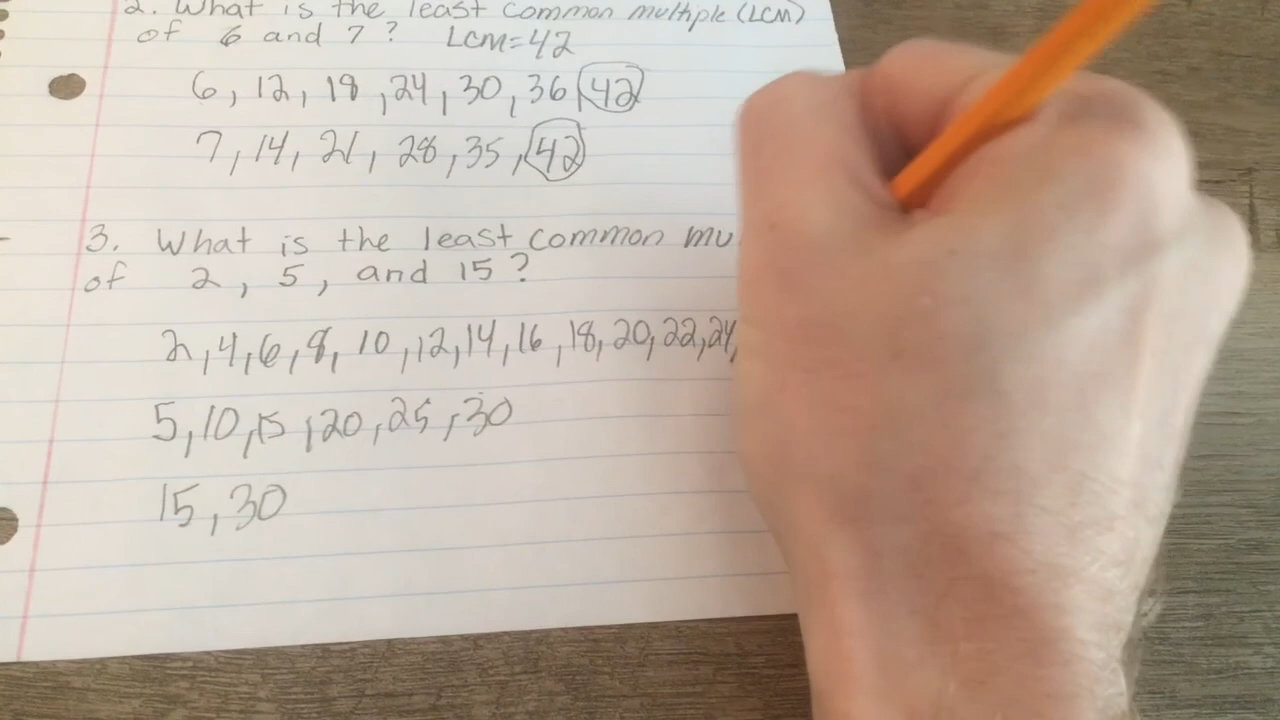 2. What is the least common multiple (LCM)
of 6 and 7? LCM=42
6, 12, 18, 24, 30, 36, 42
7, 14, 21, 28, 35, 42
3. What is the least common mu
of 2, 5, and 15?
2, 4, 6, 8, 10, 12, 14, 16, 18, 20, 22, 24,
5, 10, 15, 20, 25, 30
15, 30